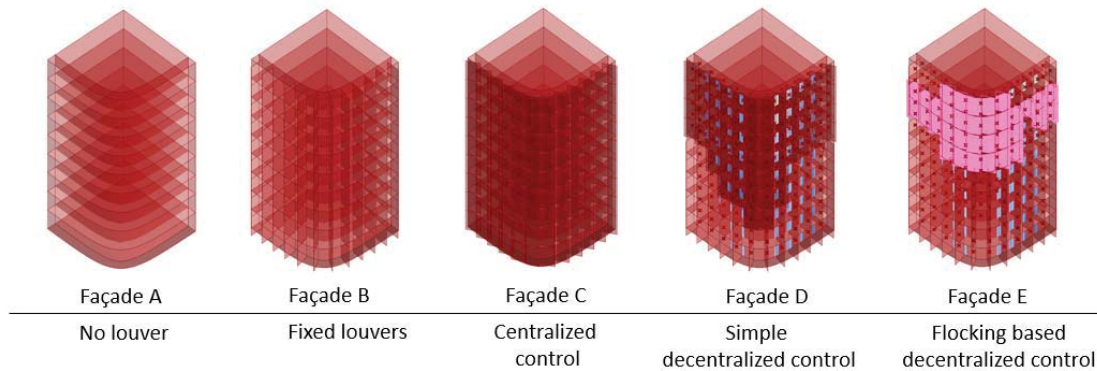 Façade A
Façade B
Façade C
Façade D
Façade E
No louver
Fixed louvers
Centralized
control
Simple
decentralized control
Flocking based
decentralized control